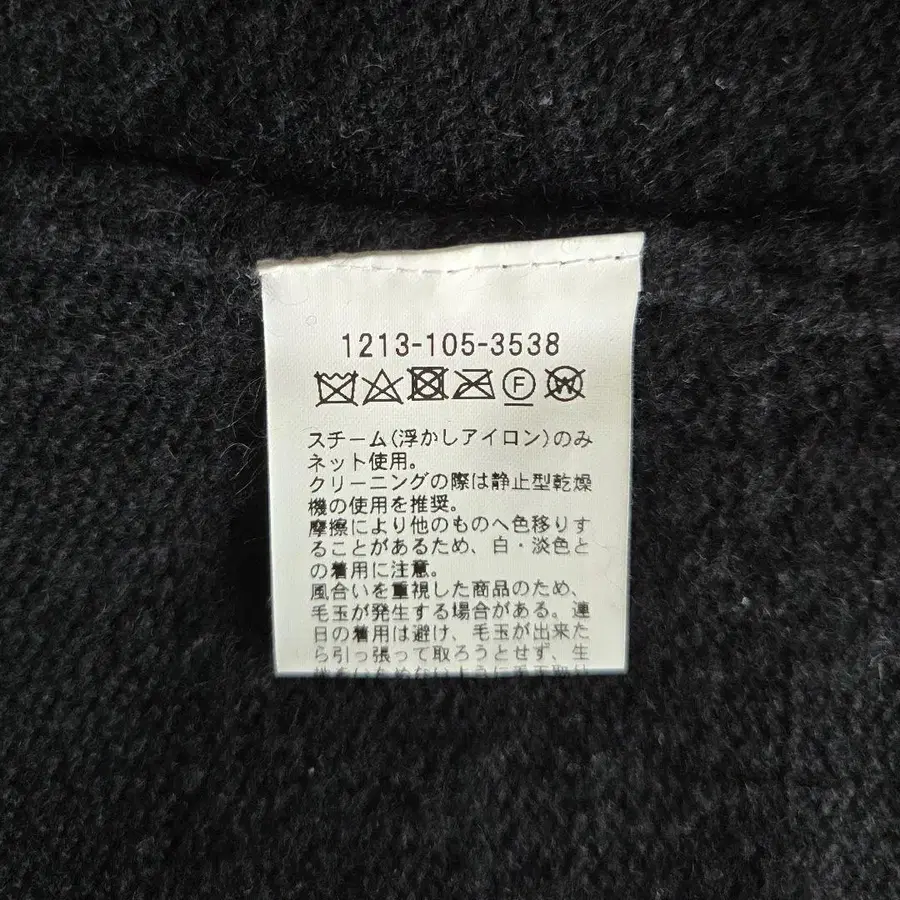 1213-105-3538
F W
スチーム(浮かしアイロン)のみ
ネット使用。
クリーニングの際は静止型乾燥
機の使用を推奨。
摩擦により他のものへ色移りす
ることがあるため、白・淡色と
の着用に注意。
風合いを重視した商品のため、
毛玉が発生する場合がある。連
日の着用は避け、毛玉が出来た
ら引っ張って取ろうとせず、生